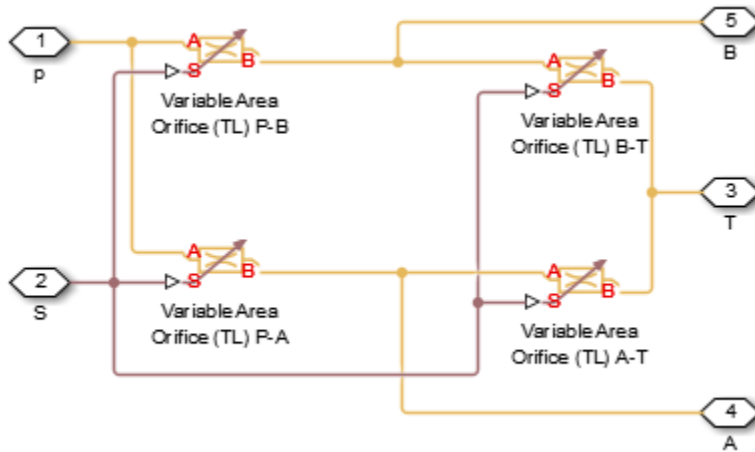 1
p
A
S
B
Variable Area
Orifice (TL) P-B
5
B
A
S
B
Variable Area
Orifice (TL) B-T
3
T
2
S
A
S
B
Variable Area
Orifice (TL) P-A
A
S
B
Variable Area
Orifice (TL) A-T
4
A